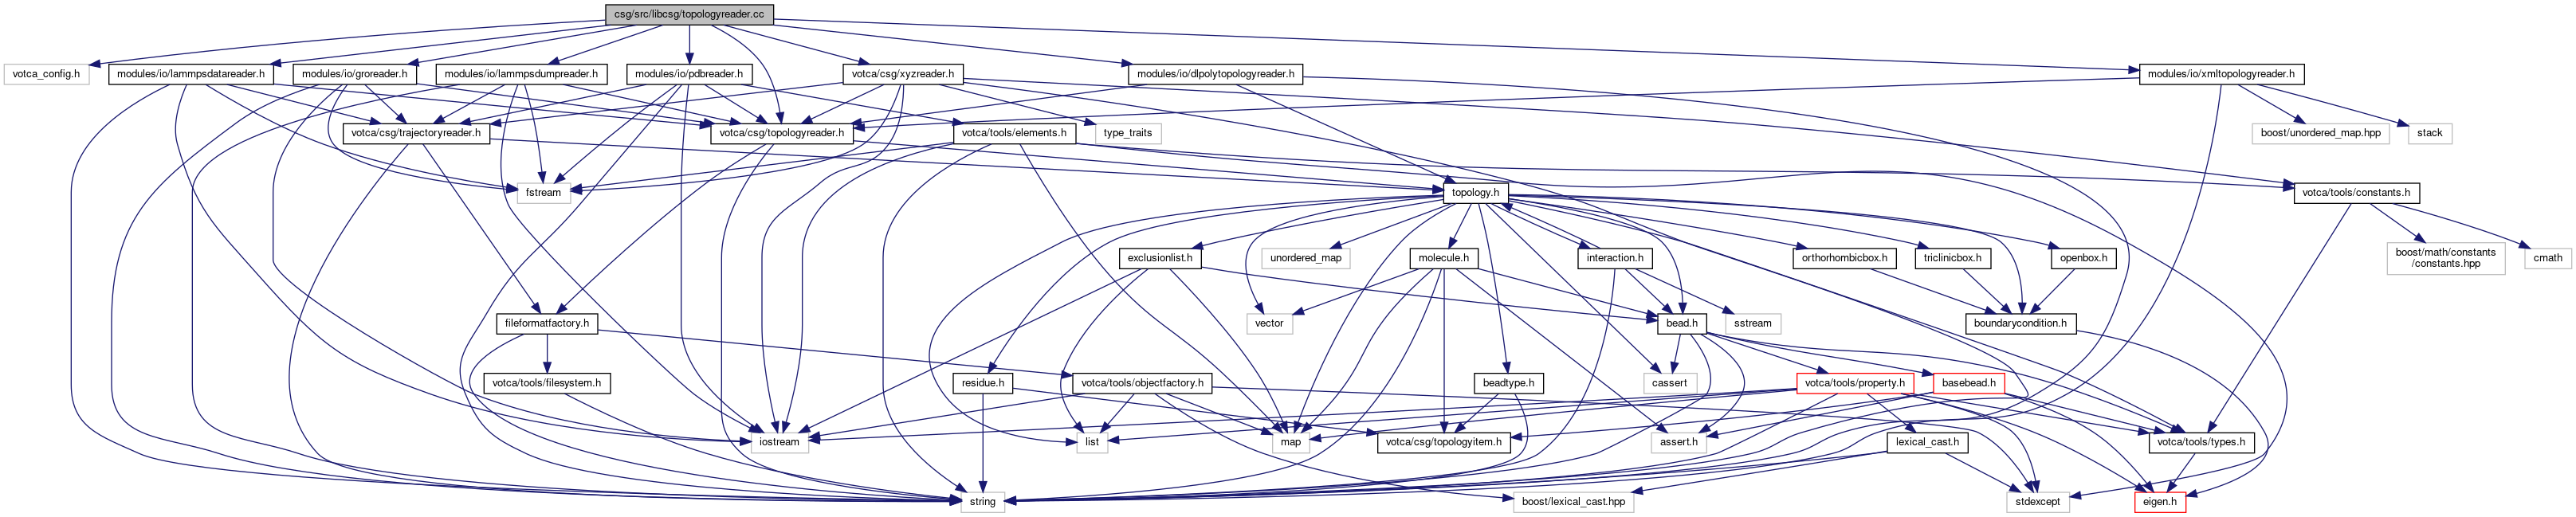 csg/src/libcsg/topologyreader.cc
votca_config.h
modules/io/lammpsdatareader.h
modules/io/groreader.h
modules/io/lammpsdumpreader.h
modules/io/pdbreader.h
votca/csg/xyzreader.h
modules/io/dlpolytopologyreader.h
modules/io/xmltopologyreader.h
votca/csg/trajectoryreader.h
votca/csg/topologyreader.h
votca/tools/elements.h
type_traits
boost/unordered_map.hpp
stack
fstream
topology.h
votca/tools/constants.h
exclusionlist.h
unordered_map
molecule.h
interaction.h
orthorhombicbox.h
triclinicbox.h
openbox.h
boost/math/constants
/constants.hpp
cmath
fileformatfactory.h
vector
bead.h
sstream
boundarycondition.h
votca/tools/filesystem.h
residue.h
votca/tools/objectfactory.h
beadtype.h
cassert
votca/tools/property.h
basebead.h
iostream
list
map
votca/csg/topologyitem.h
assert.h
lexical_cast.h
votca/tools/types.h
string
boost/lexical_cast.hpp
stdexcept
eigen.h